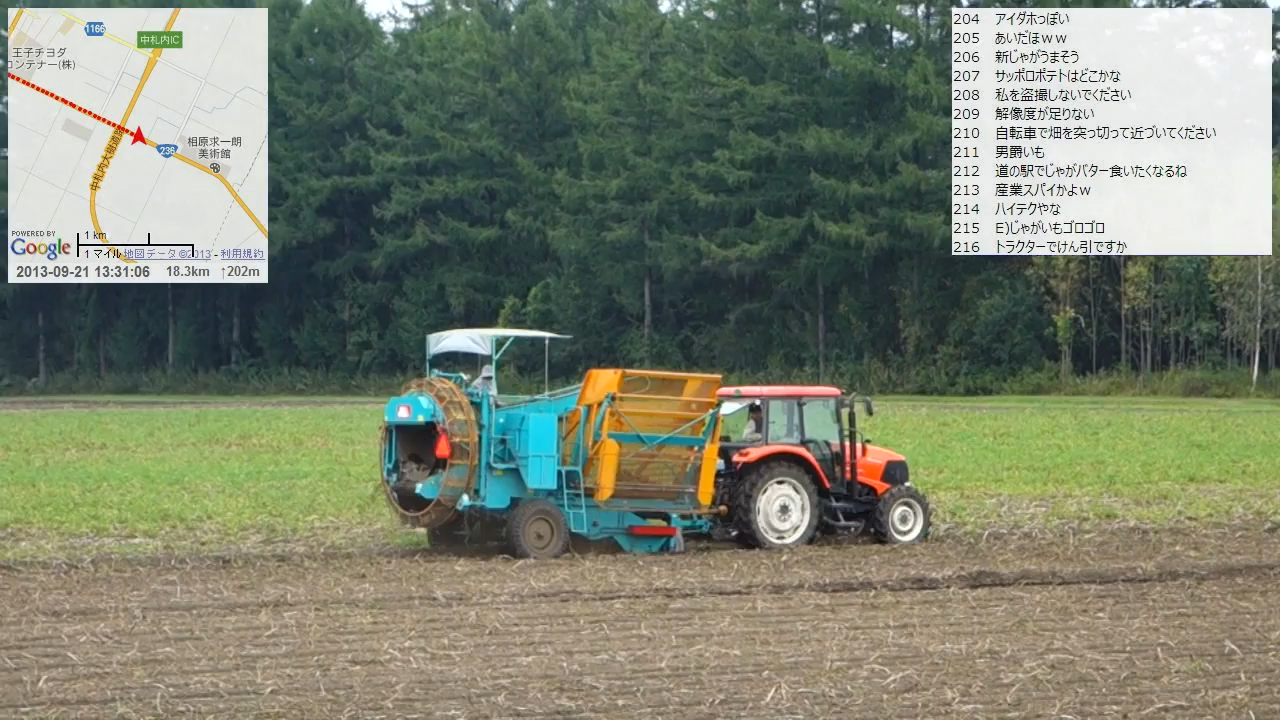 1166
中札内IC
王子チヨダ
コンテナー(株)
相原求一朗
美術館
236
中札内大樹道路
POWERED BY
Google
1 km
1 マイル
地図データ ©2013 - 利用規約
2013-09-21 13:31:06 18.3km ↑202m
204 アイダホっぽい
205 あいだほｗｗ
206 新じゃがうまそう
207 サッポロポテトはどこかな
208 私を盗撮しないでください
209 解像度が足りない
210 自転車で畑を突っ切って近づいてください
211 男爵いも
212 道の駅でじゃがバター食いたくなるね
213 産業スパイかよｗ
214 ハイテクやな
215 E)じゃがいもゴロゴロ
216 トラクターでけん引ですか